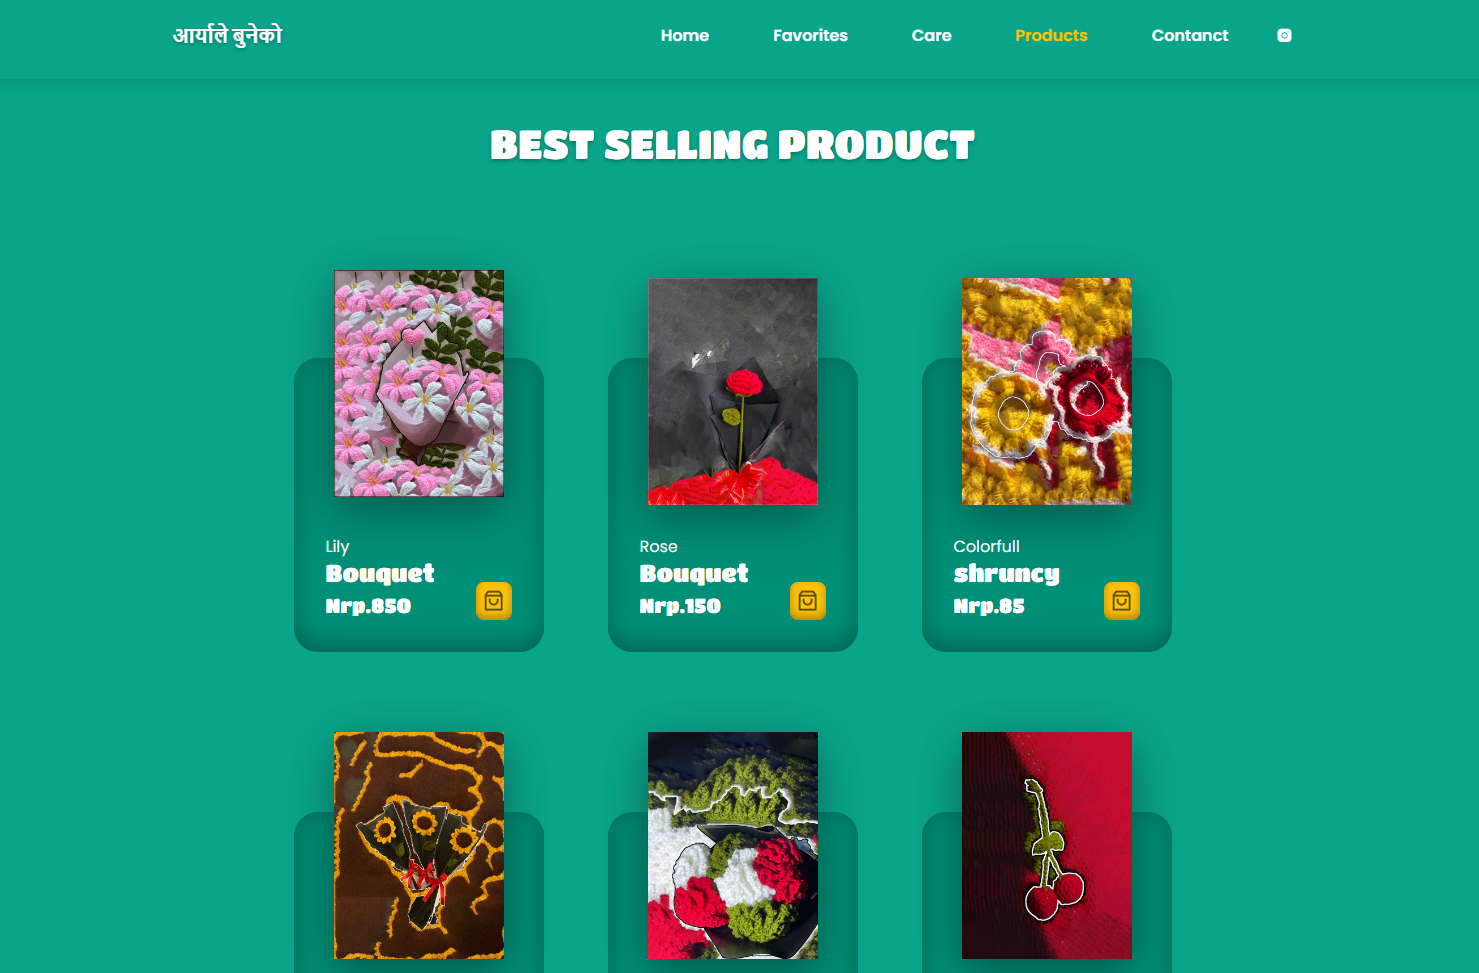 आर्याले बुनेको
Home Favorites Care Products Contanct
BEST SELLING PRODUCT
Lily
Bouquet
Nrp.850
Rose
Bouquet
Nrp.150
Colorfull
shruncy
Nrp.85